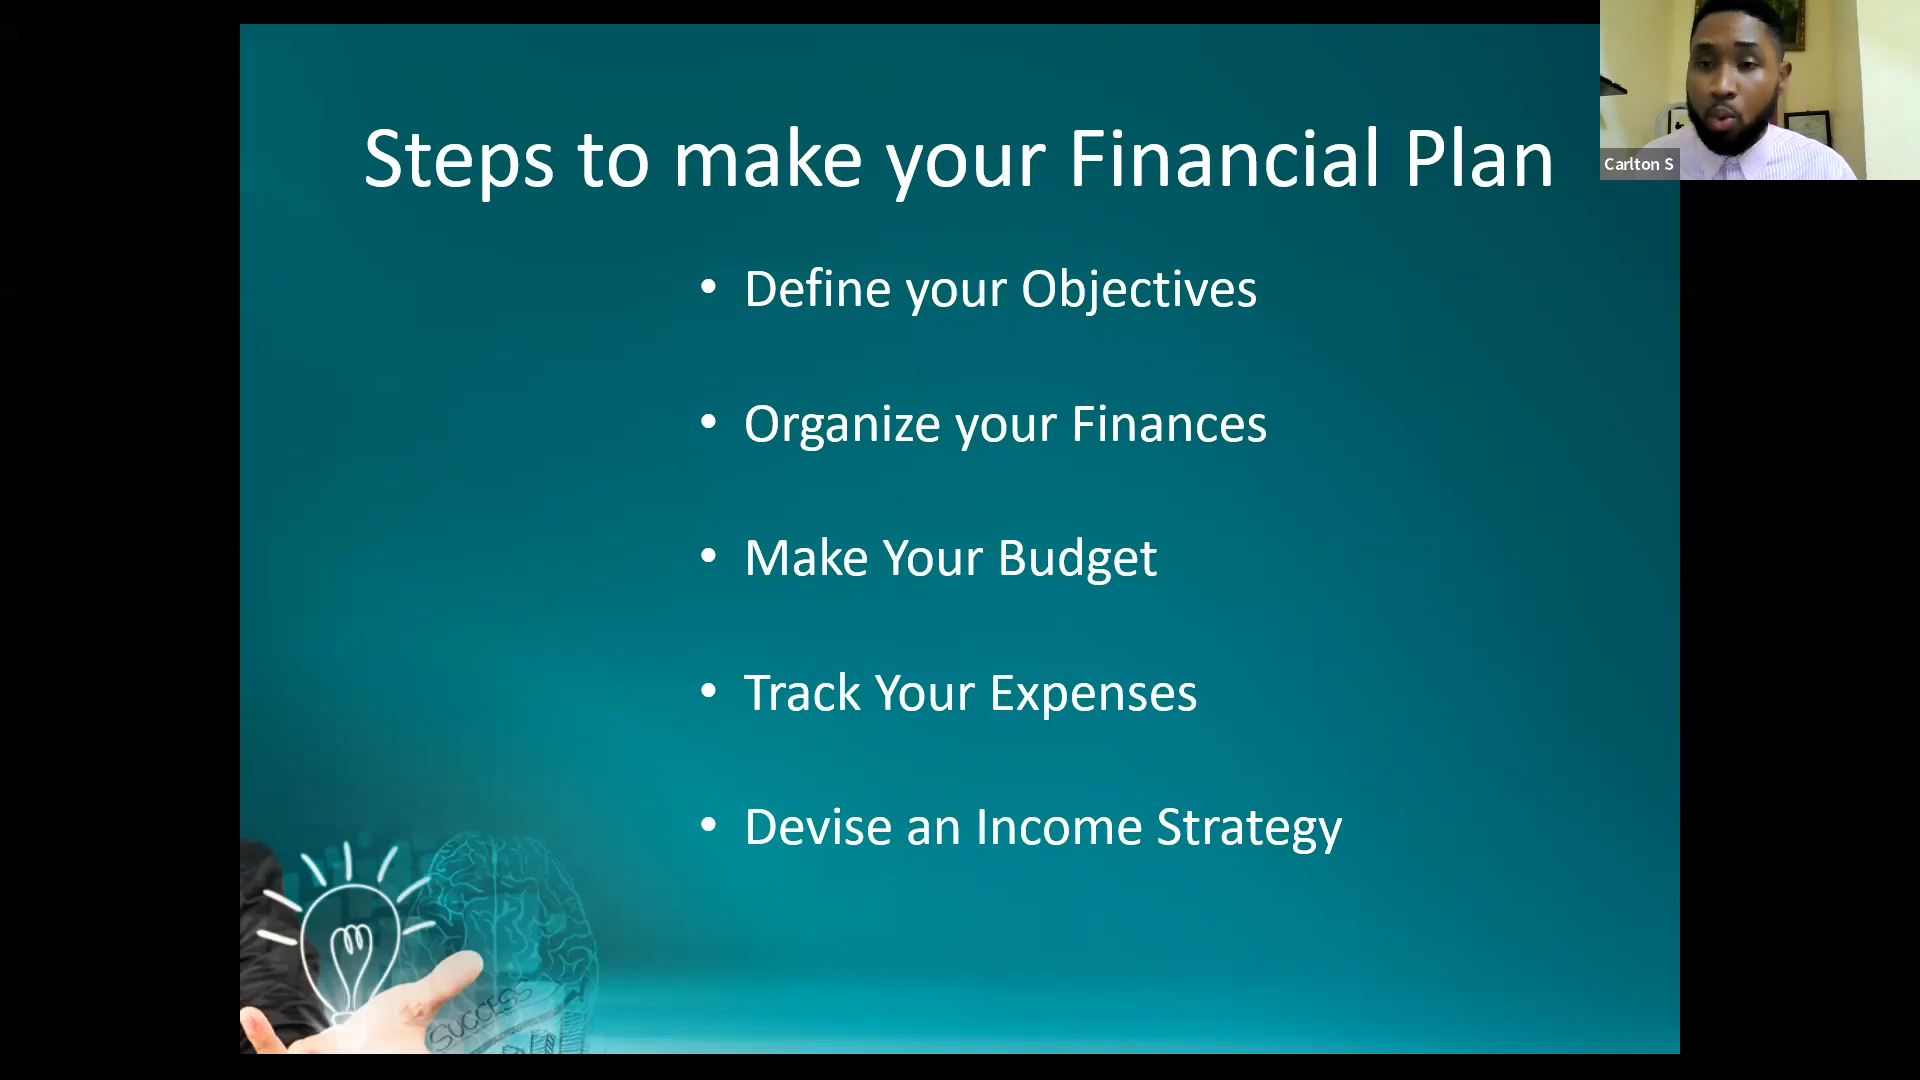 Steps to make your Financial Plan
Carlton S
• Define your Objectives
• Organize your Finances
• Make Your Budget
• Track Your Expenses
• Devise an Income Strategy
SUCCESS